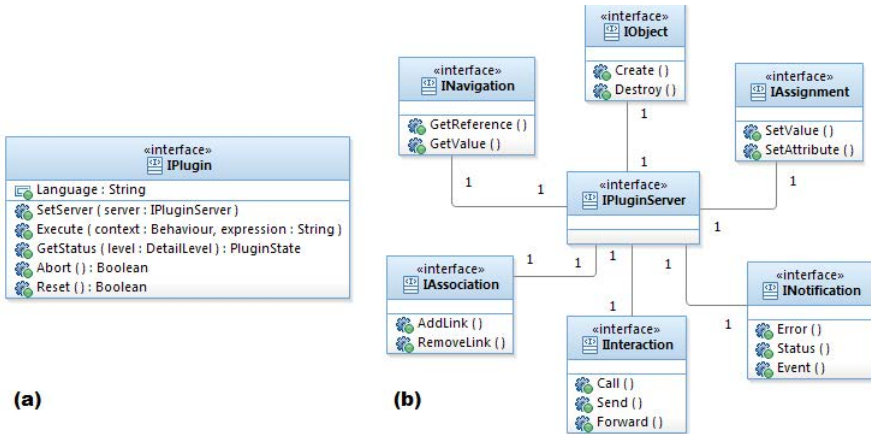 «interface»
IPlugin
Language : String
SetServer ( server : IPluginServer )
Execute ( context : Behaviour, expression : String )
GetStatus ( level : DetailLevel ) : PluginState
Abort ( ) : Boolean
Reset ( ) : Boolean
(a)
«interface»
IObject
Create ( )
Destroy ( )
«interface»
INavigation
GetReference ( )
GetValue ( )
«interface»
IAssignment
SetValue ( )
SetAttribute ( )
1
1
1
1
1
1
«interface»
IPluginServer
1
1
1
1
1
1
«interface»
IAssociation
AddLink ( )
RemoveLink ( )
«interface»
IInteraction
Call ( )
Send ( )
Forward ( )
«interface»
INotification
Error ( )
Status ( )
Event ( )
(b)